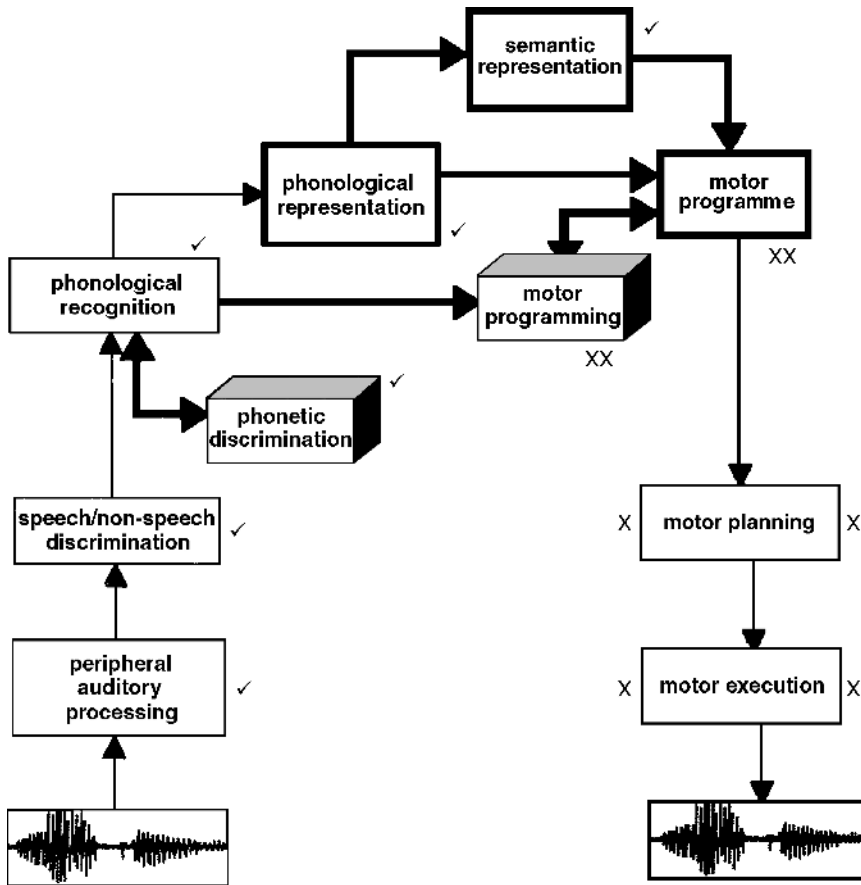 semantic
representation
✓
phonological
representation
✓
motor
programme
XX
phonological
recognition
✓
motor
programming
XX
phonetic
discrimination
✓
speech/non-speech
discrimination
✓
X motor planning X
peripheral
auditory
processing
✓
X motor execution X